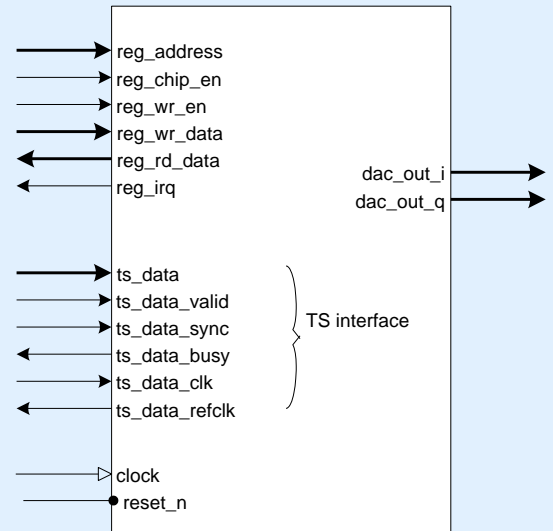 reg_address
reg_chip_en
reg_wr_en
reg_wr_data
reg_rd_data
reg_irq
dac_out_i
dac_out_q
ts_data
ts_data_valid
ts_data_sync
ts_data_busy
ts_data_clk
ts_data_refclk
TS interface
clock
reset_n